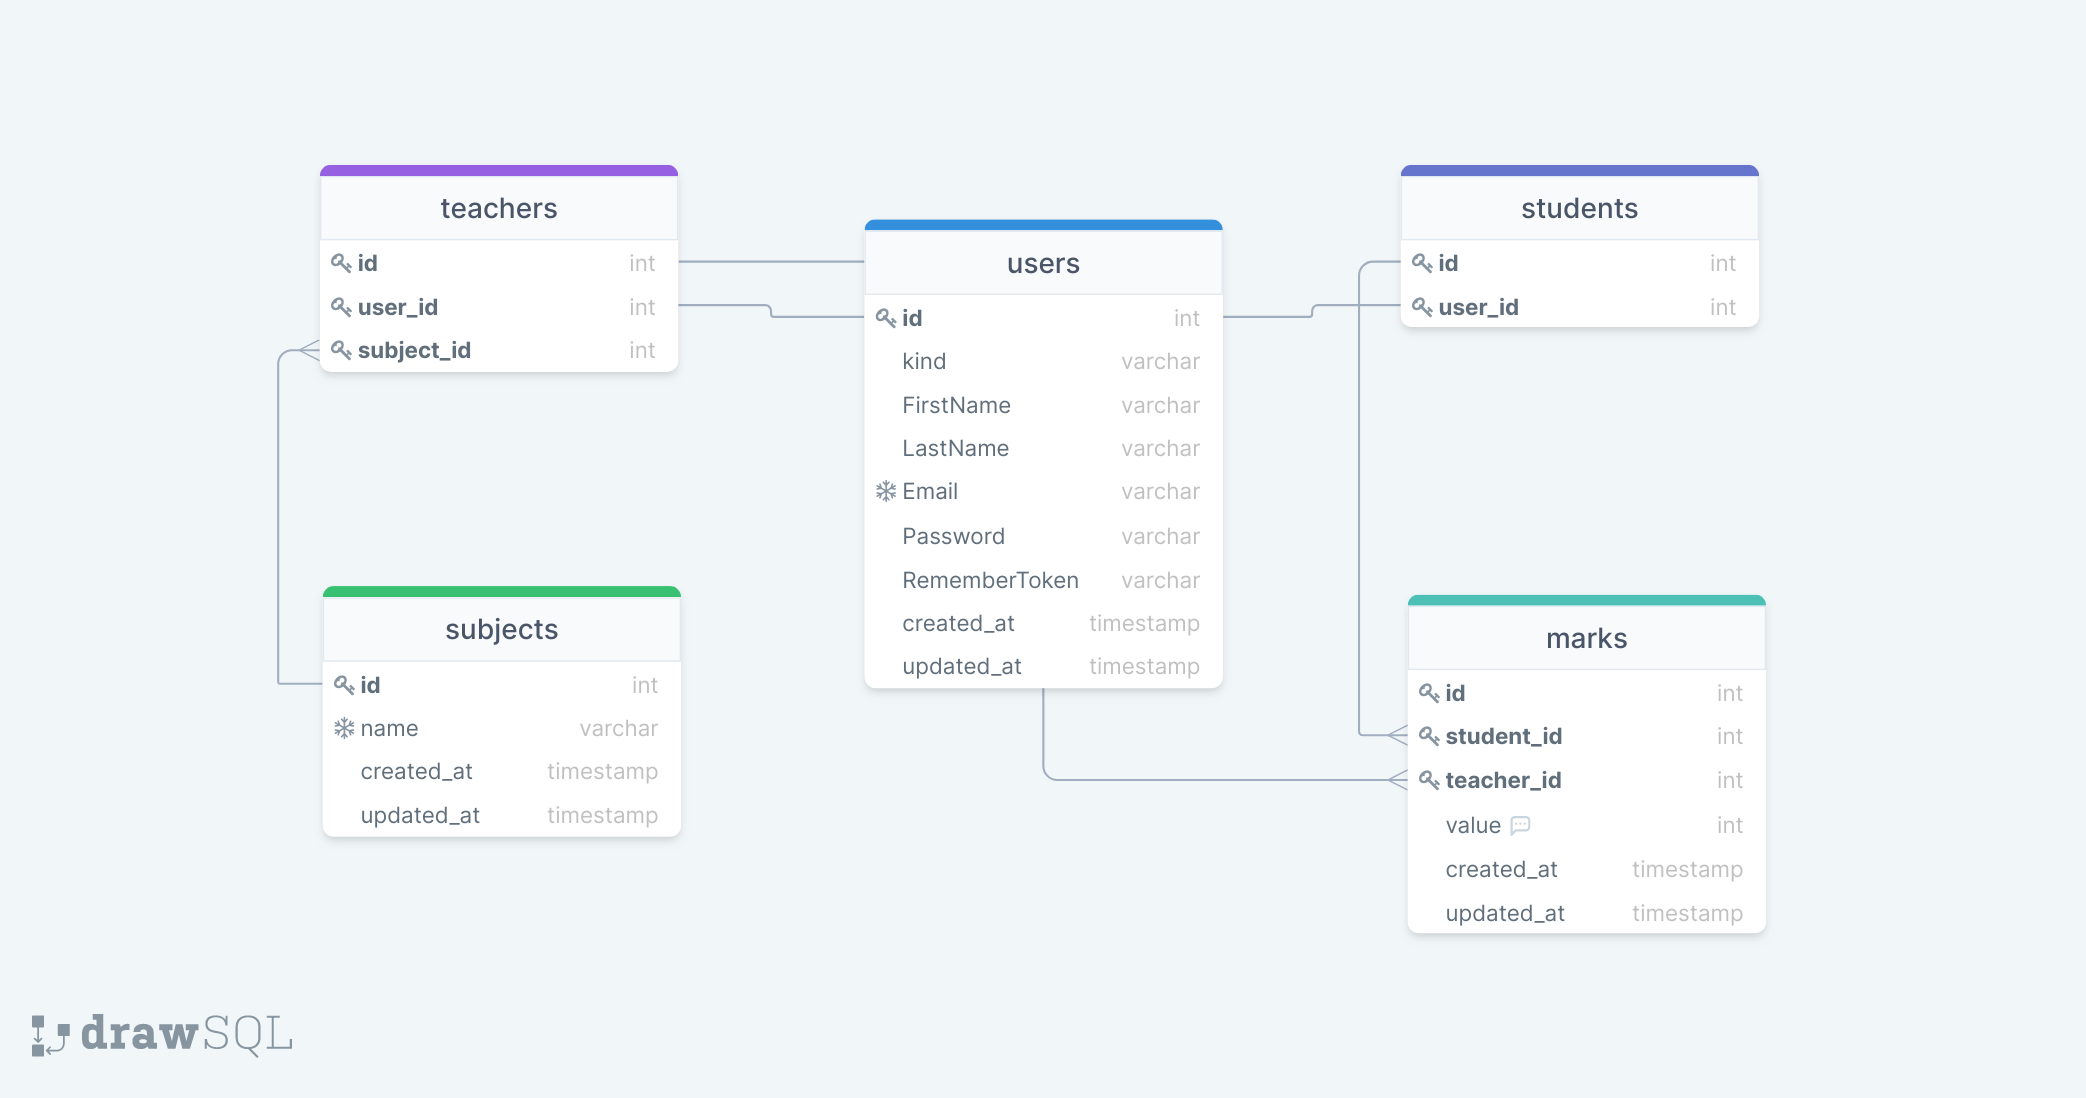 teachers
id int
user_id int
subject_id int
users
id int
kind varchar
FirstName varchar
LastName varchar
Email varchar
Password varchar
RememberToken varchar
created_at timestamp
updated_at timestamp
students
id int
user_id int
subjects
id int
name varchar
created_at timestamp
updated_at timestamp
marks
id int
student_id int
teacher_id int
value int
created_at timestamp
updated_at timestamp
drawSQL